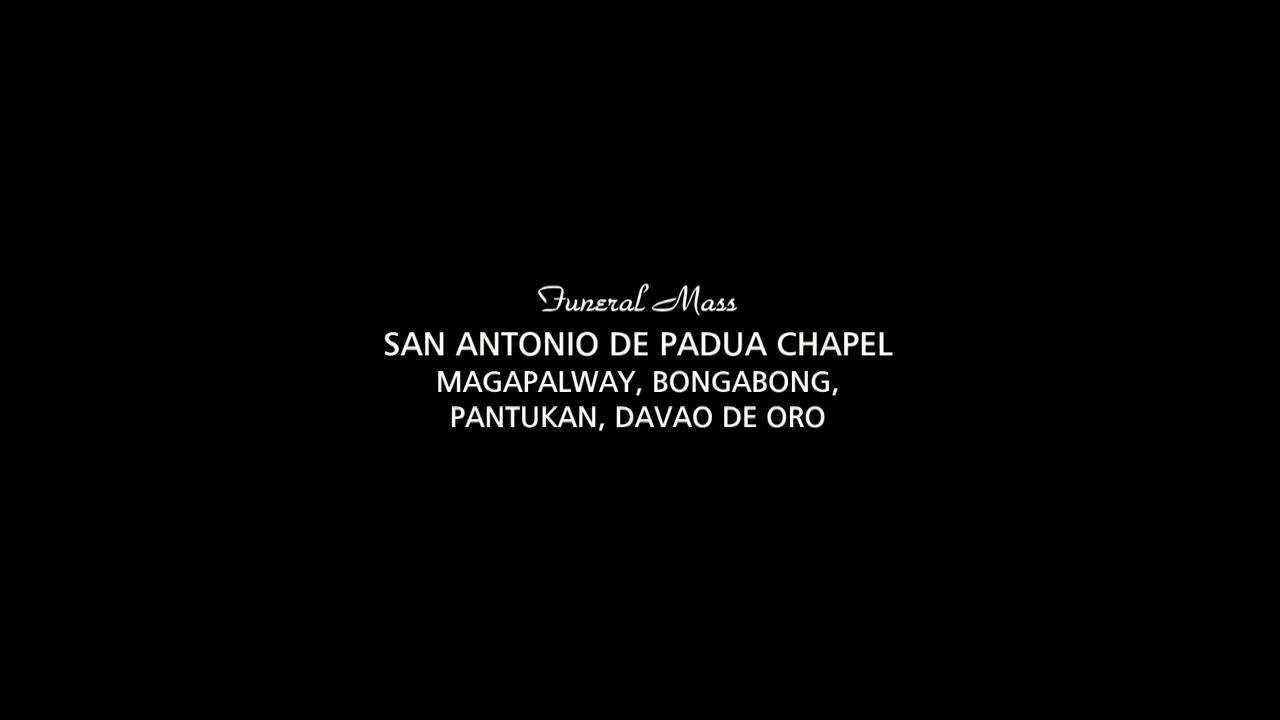 Funeral Mass
SAN ANTONIO DE PADUA CHAPEL
MAGAPALWAY, BONGABONG,
PANTUKAN, DAVAO DE ORO